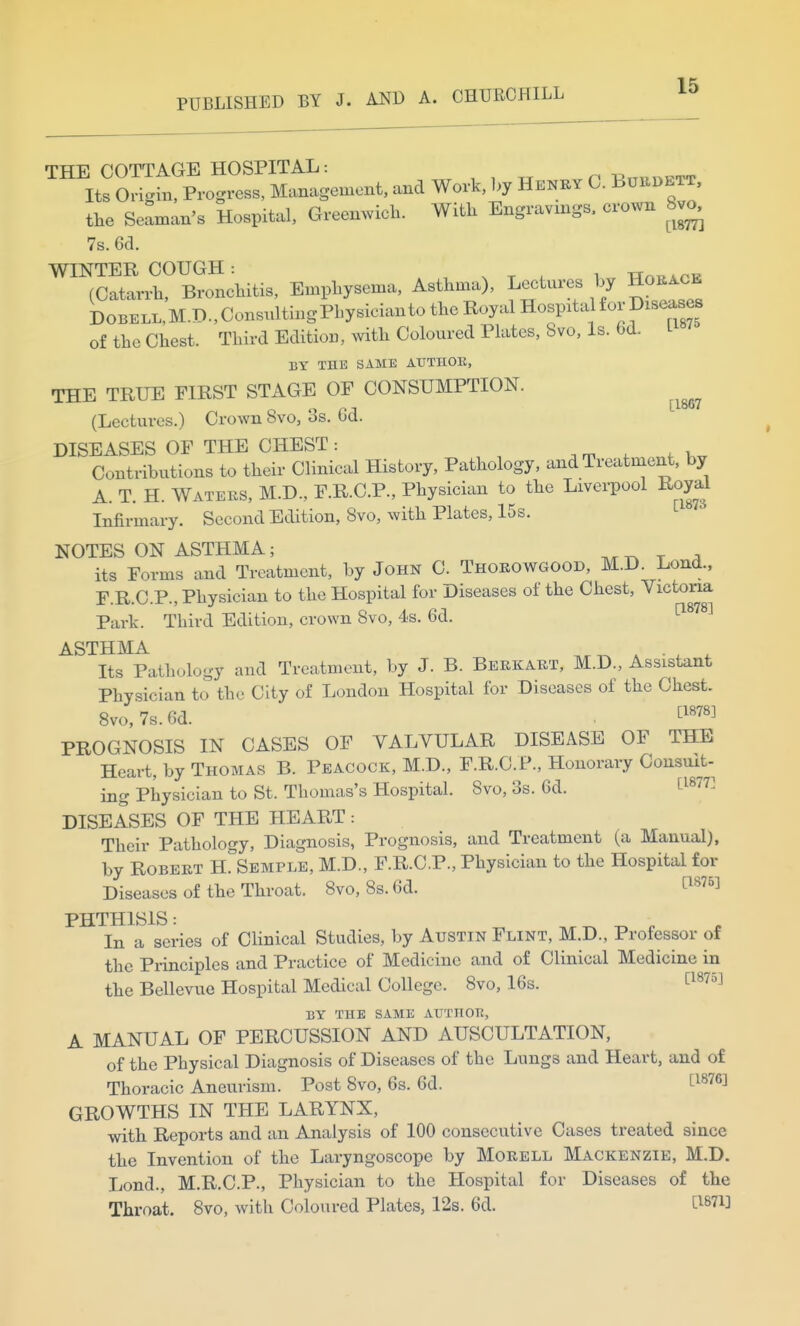 PUBLISHED BY J. AND A. CHURCHILL 15
THE COTTAGE HOSPITAL:
Its Origin, Progress, Management, and Work, by HENRY C. BURDETT,
the Seaman's Hospital, Greenwich. With Engravings, crown 8vo,
7s. 6d. [1877]
WINTER COUGH:
(Catarrh, Bronchitis, Emphysema, Asthma), Lectures by HORACE
DOBELL, M.D., Consulting Physician to the Royal Hospital for Diseases
of the Chest. Third Edition, with Coloured Plates, 8vo, 1s. 6d. [1875
BY THE SAME AUTHOR,
THE TRUE FIRST STAGE OF CONSUMPTION.
(Lectures.) Crown 8vo, 3s. 6d. [1867
DISEASES OF THE CHEST:
Contributions to their Clinical History, Pathology, and Treatment, by
A. T. H. WATERS, M.D., F.R.C.P., Physician to the Liverpool Royal
Infirmary. Second Edition, 8vo, with Plates, 15s. [1873
NOTES ON ASTHMA;
its Forms and Treatment, by JOHN C. THOROWGOOD, M.D. Lond.,
F.R.C.P., Physician to the Hospital for Diseases of the Chest, Victoria
Park. Third Edition, crown 8vo, 4s. 6d. [1878]
ASTHMA
Its Pathology and Treatment, by J. B. BERKART, M.D., Assistant
Physician to the City of London Hospital for Diseases of the Chest.
8vo, 7s. 6d. [1878]
PROGNOSIS IN CASES OF VALVULAR DISEASE OF THE
Heart, by THOMAS B. PEACOCK, M.D., F.R.C.P., Honorary Consult-
ing Physician to St. Thomas's Hospital. 8vo, 3s. 6d. [1877]
DISEASES OF THE HEART:
Their Pathology, Diagnosis, Prognosis, and Treatment (a Manual),
by ROBERT H. SEMPLE, M.D., F.R.C.P., Physician to the Hospital for
Diseases of the Throat. 8vo, 8s. 6d. [1875]
PHTHISIS:
In a series of Clinical Studies, by AUSTIN FLINT, M.D., Professor of
the Principles and Practice of Medicine and of Clinical Medicine in
the Bellevue Hospital Medical College. 8vo, 16s. [1875]
BY THE SAME AUTHOR,
A MANUAL OF PERCUSSION AND AUSCULTATION,
of the Physical Diagnosis of Diseases of the Lungs and Heart, and of
Thoracic Aneurism. Post 8vo, 6s. 6d. [1876]
GROWTHS IN THE LARYNX,
with Reports and an Analysis of 100 consecutive Cases treated since
the Invention of the Laryngoscope by MORELL MACKENZIE, M.D.
Lond., M.R.C.P., Physician to the Hospital for Diseases of the
Throat. 8vo, with Coloured Plates, 12s. 6d. [1871]